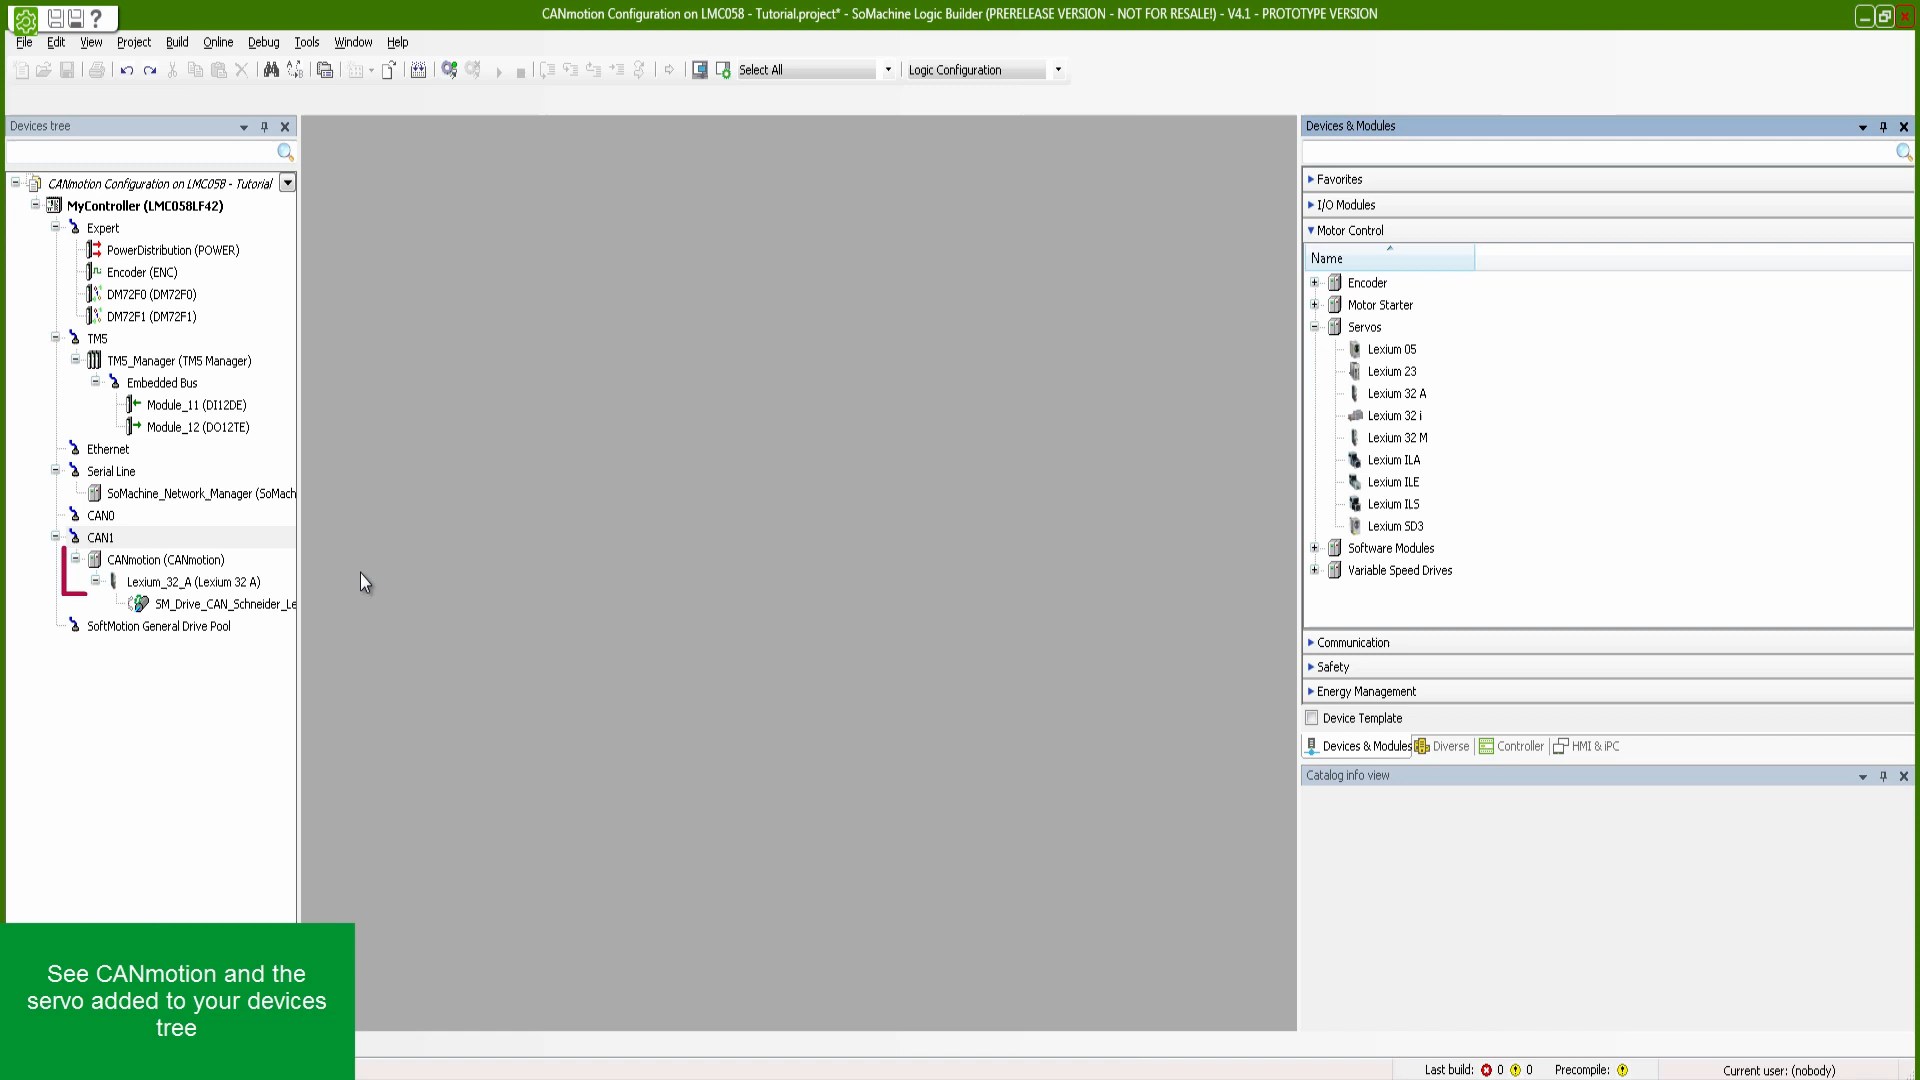 CANmotion Configuration on LMC058 - Tutorial.project* - SoMachine Logic Builder (PRERELEASE VERSION - NOT FOR RESALE!) - V4.1 - PROTOTYPE VERSION
File Edit View Project Build Online Debug Tools Window Help
Select All Logic Configuration
Devices tree
CANmotion Configuration on LMC058 - Tutorial
MyController (LMC058LF42)
Expert
PowerDistribution (POWER)
Encoder (ENC)
DM72F0 (DM72F0)
DM72F1 (DM72F1)
TM5
TM5_Manager (TM5 Manager)
Embedded Bus
Module_11 (DI12DE)
Module_12 (DO12TE)
Ethernet
Serial Line
SoMachine_Network_Manager (SoMach
CAN0
CAN1
CANmotion (CANmotion)
Lexium_32_A (Lexium 32 A)
SM_Drive_CAN_Schneider_Le
SoftMotion General Drive Pool
See CANmotion and the
servo added to your devices
tree
Devices & Modules
Favorites
I/O Modules
Motor Control
Name
Encoder
Motor Starter
Servos
Lexium 05
Lexium 23
Lexium 32 A
Lexium 32 i
Lexium 32 M
Lexium ILA
Lexium ILE
Lexium ILS
Lexium SD3
Software Modules
Variable Speed Drives
Communication
Safety
Energy Management
Device Template
Devices & Modules Diverse Controller HMI & iPC
Catalog info view
Last build: 0 0 Precompile: Current user: (nobody)